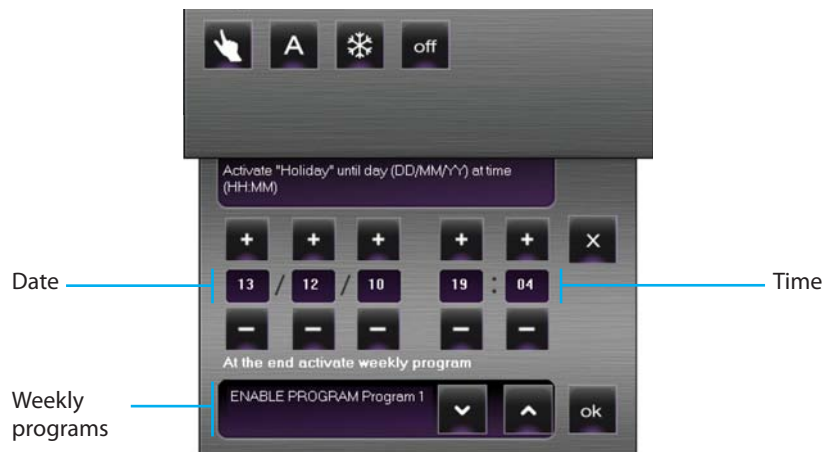 A off
Activate "Holiday" until day (DD/MM/YY) at time
(HH:MM)
+ + + + + X
Date 13 / 12 / 10 19 : 04 Time
− − − − −
At the end activate weekly program
Weekly
programs
ENABLE PROGRAM Program 1
ok